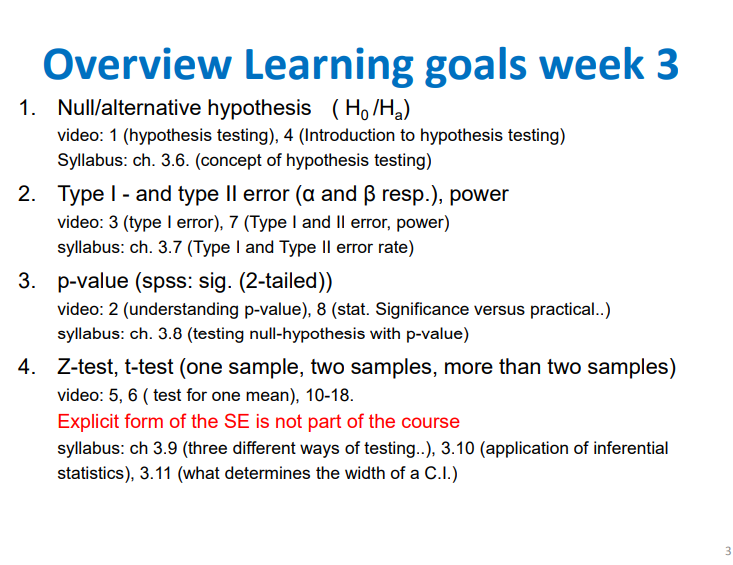 Overview Learning goals week 3
1. Null/alternative hypothesis ( H0 /Ha)
video: 1 (hypothesis testing), 4 (Introduction to hypothesis testing)
Syllabus: ch. 3.6. (concept of hypothesis testing)
2. Type I - and type II error (α and β resp.), power
video: 3 (type I error), 7 (Type I and II error, power)
syllabus: ch. 3.7 (Type I and Type II error rate)
3. p-value (spss: sig. (2-tailed))
video: 2 (understanding p-value), 8 (stat. Significance versus practical..)
syllabus: ch. 3.8 (testing null-hypothesis with p-value)
4. Z-test, t-test (one sample, two samples, more than two samples)
video: 5, 6 ( test for one mean), 10-18.
Explicit form of the SE is not part of the course
syllabus: ch 3.9 (three different ways of testing..), 3.10 (application of inferential
statistics), 3.11 (what determines the width of a C.I.)
3